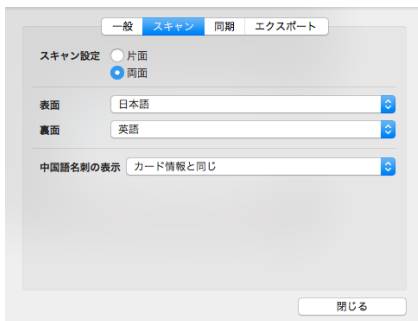 一般 スキャン 同期 エクスポート
スキャン設定 片面
両面
表面 日本語
裏面 英語
中国語名刺の表示 カード情報と同じ
閉じる